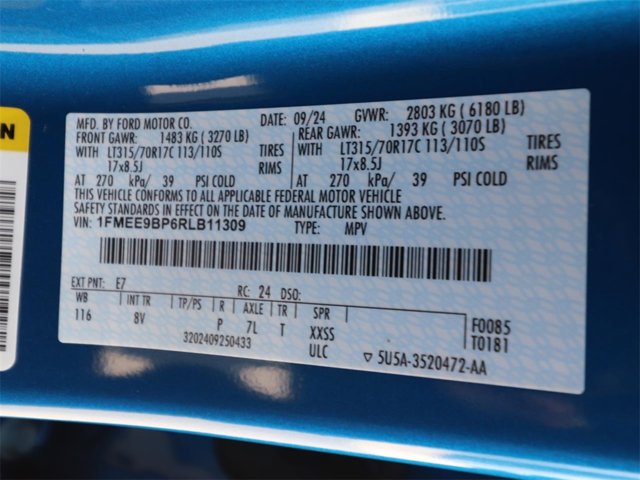 ON
MFD. BY FORD MOTOR CO. DATE: 09/24 GVWR: 2803 KG ( 6180 LB)
FRONT GAWR: 1483 KG ( 3270 LB) REAR GAWR: 1393 KG ( 3070 LB)
WITH LT315/70R17C 113/110S TIRES WITH LT315/70R17C 113/110S TIRES
17x8.5J RIMS 17x8.5J RIMS
AT 270 kPa/ 39 PSI COLD AT 270 kPa/ 39 PSI COLD
THIS VEHICLE CONFORMS TO ALL APPLICABLE FEDERAL MOTOR VEHICLE
SAFETY STANDARDS IN EFFECT ON THE DATE OF MANUFACTURE SHOWN ABOVE.
VIN: 1FMEE9BP6RLB11309 TYPE: MPV
EXT PNT: E7 RC: 24 DSO:
WB INT TR TP/PS R AXLE TR SPR
116 8V P 7L T XXSS F0085
3202409250433 ULC T0181
5U5A-3520472-AA